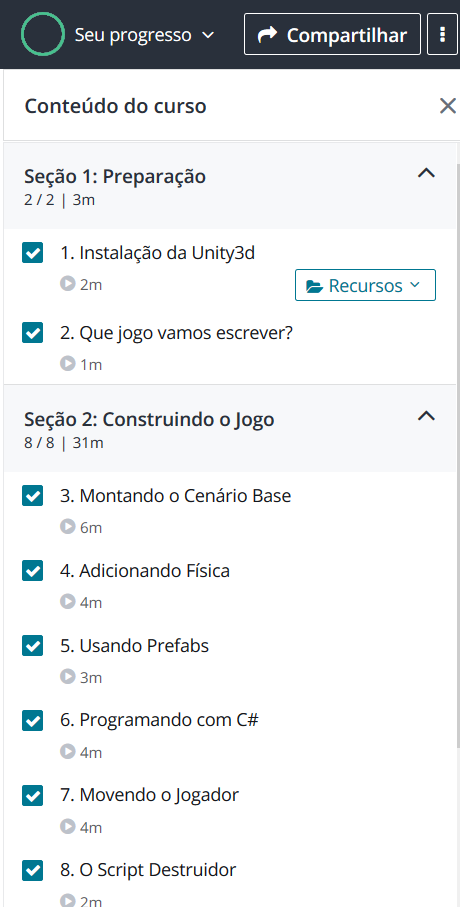 Seu progresso
Compartilhar
Conteúdo do curso
Seção 1: Preparação
2 / 2 | 3m
1. Instalação da Unity3d
2m
Recursos
2. Que jogo vamos escrever?
1m
Seção 2: Construindo o Jogo
8 / 8 | 31m
3. Montando o Cenário Base
6m
4. Adicionando Física
4m
5. Usando Prefabs
3m
6. Programando com C#
4m
7. Movendo o Jogador
4m
8. O Script Destruidor
2m